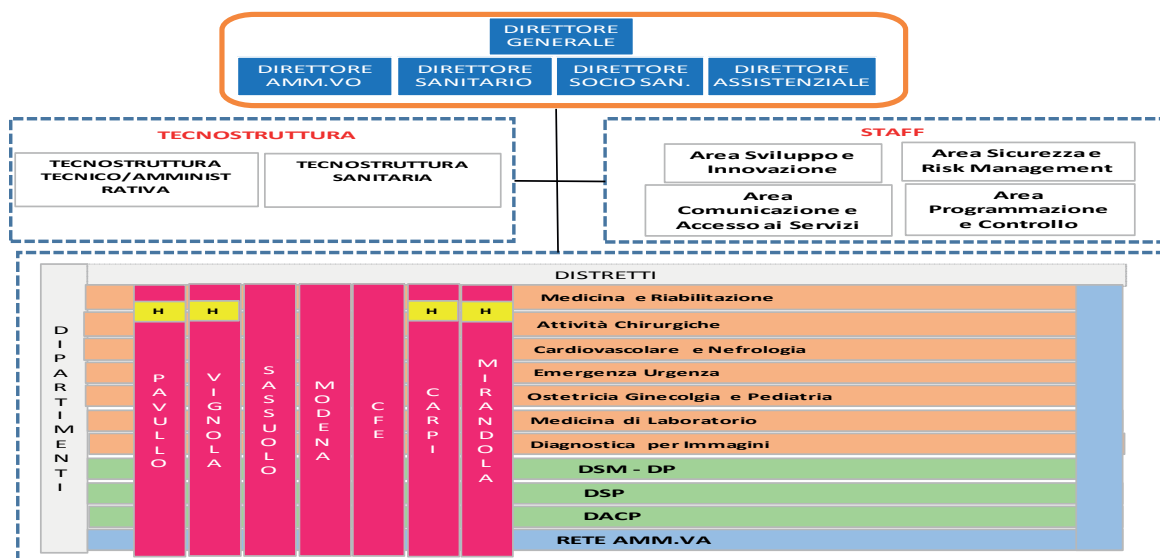 DIRETTORE
GENERALE
DIRETTORE
AMM.VO
DIRETTORE
SANITARIO
DIRETTORE
SOCIO SAN.
DIRETTORE
ASSISTENZIALE
TECNOSTRUTTURA
TECNOSTRUTTURA
TECNICO/AMMINIST
RATIVA
TECNOSTRUTTURA
SANITARIA
STAFF
Area Sviluppo e
Innovazione
Area Sicurezza e
Risk Management
Area
Comunicazione e
Accesso ai Servizi
Area
Programmazione
e Controllo
DISTRETTI
DIPARTIMENTI
H
H
H
H
PAVULLO
VIGNOLA
SASSUOLO
MODENA
CFE
CARPI
MIRANDOLA
Medicina e Riabilitazione
Attività Chirurgiche
Cardiovascolare e Nefrologia
Emergenza Urgenza
Ostetricia Ginecolgia e Pediatria
Medicina di Laboratorio
Diagnostica per Immagini
DSM - DP
DSP
DACP
RETE AMM.VA